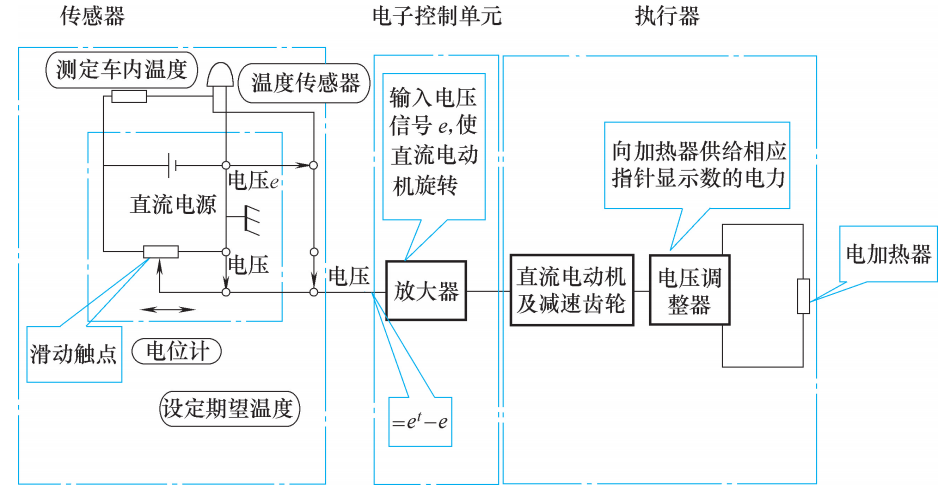 传感器
电子控制单元
执行器
测定车内温度
温度传感器
输入电压
信号 e,使
直流电动
机旋转
向加热器供给相应
指针显示数的电力
电压e
直流电源
电压
电压
放大器
直流电动机
及减速齿轮
电压调
整器
电加热器
滑动触点
电位计
设定期望温度
=eᵗ−e